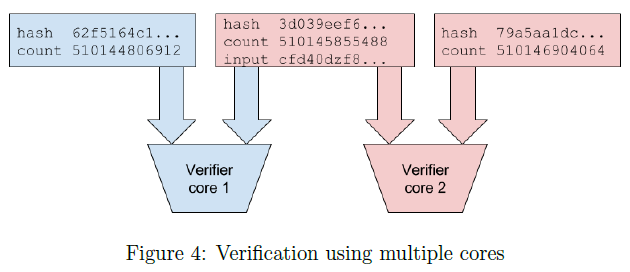 hash 62f5164c1...
count 510144806912
hash 3d039eef6...
count 510145855488
input cfd40dzf8...
hash 79a5aa1dc...
count 510146904064
Verifier
core 1
Verifier
core 2
Figure 4: Verification using multiple cores